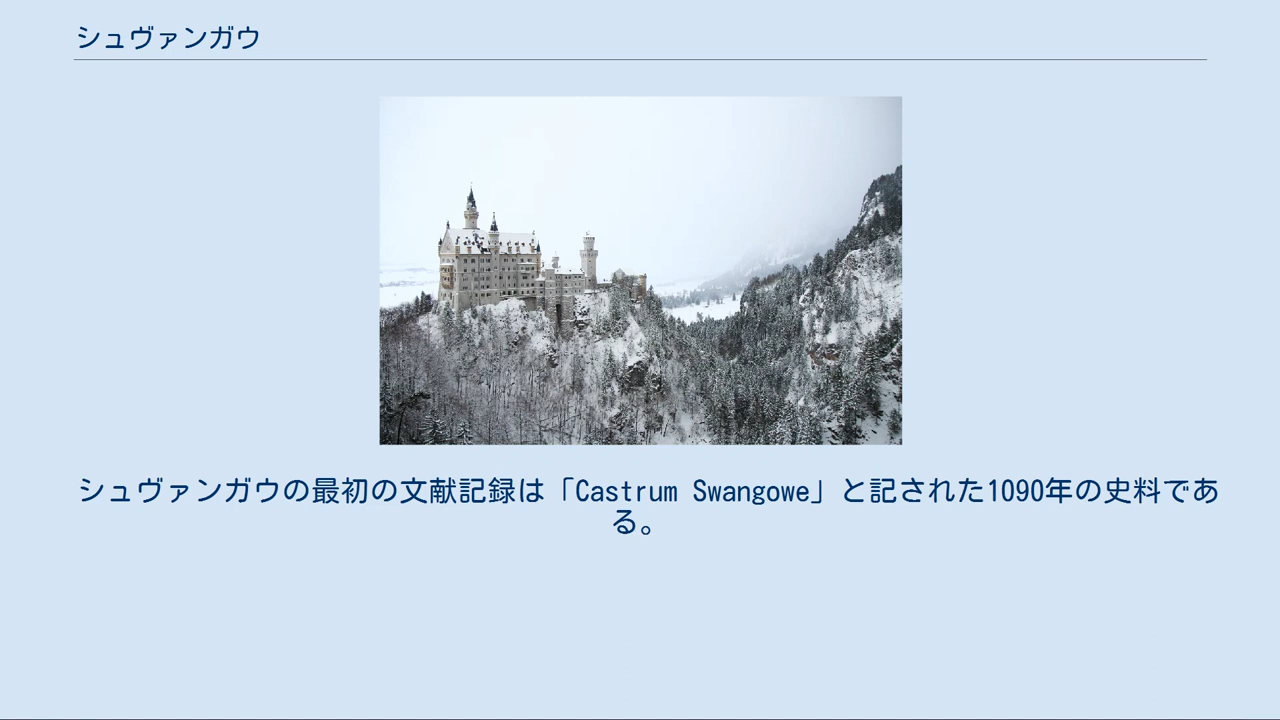 シュヴァンガウ
シュヴァンガウの最初の文献記録は「Castrum Swangowe」と記された1090年の史料であ
る。